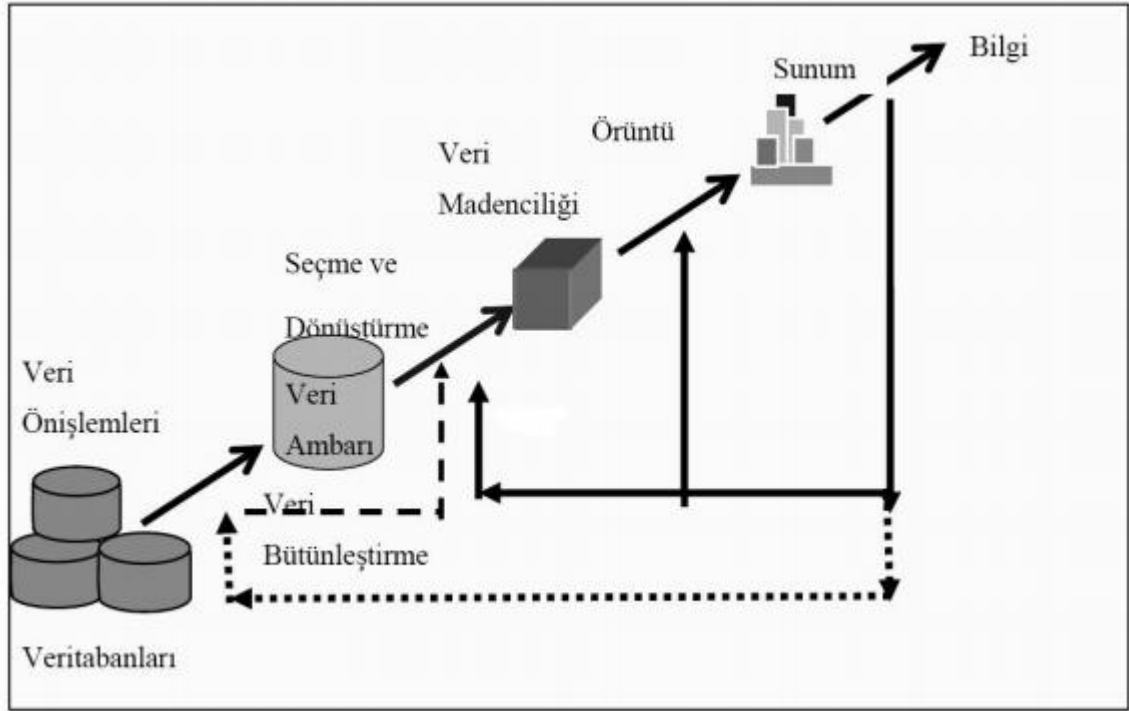 Bilgi
Sunum
Örüntü
Veri
Madenciliği
Seçme ve
Dönüştürme
Veri
Önişlemleri
Veri
Ambarı
Veri
Bütünleştirme
Veritabanları